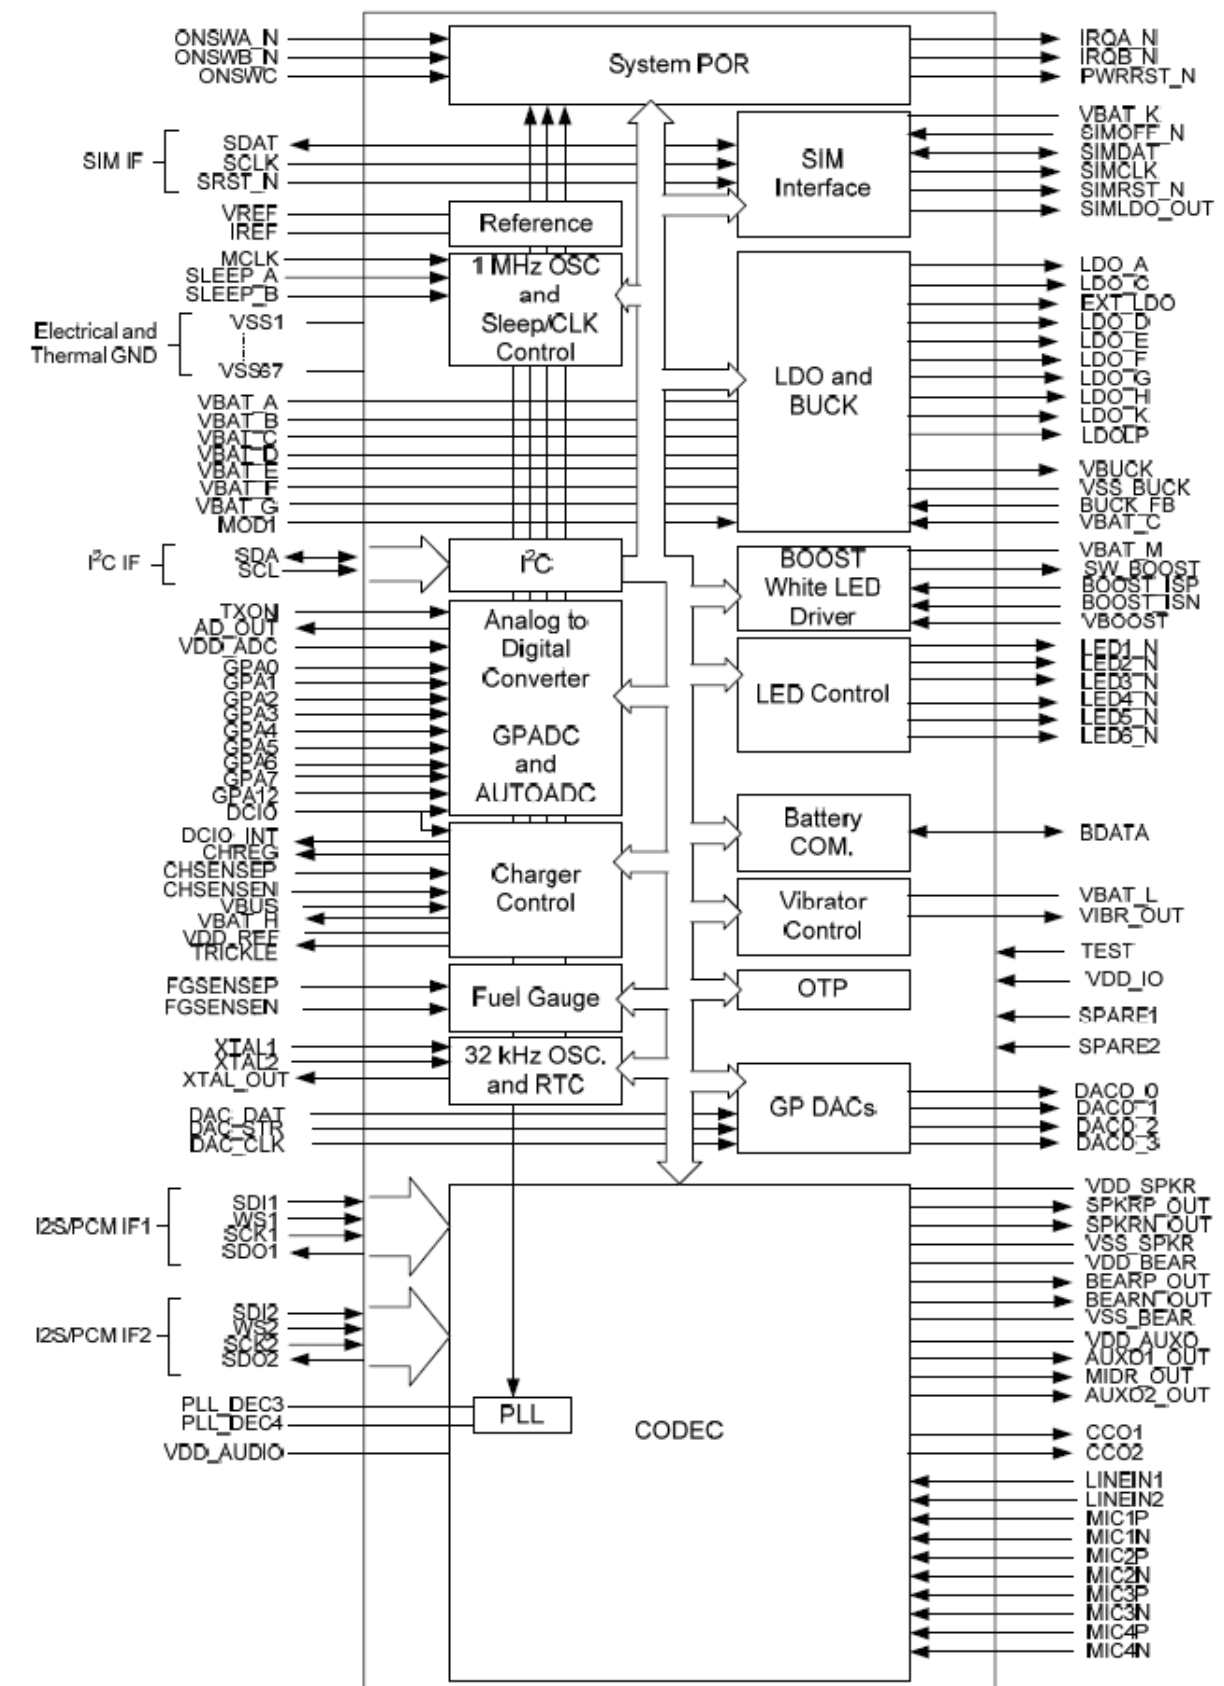 ONSWA_N
ONSWB_N
ONSWC
System POR
IRQA_N
IRQB_N
PWRRST_N
SIM IF
SDAT
SCLK
SRST_N
SIM
Interface
VBAT_K
SIMOFF_N
SIMDAT
SIMCLK
SIMRST_N
SIMLDO_OUT
VREF
IREF
Reference
MCLK
SLEEP_A
SLEEP_B
1 MHz OSC
and
Sleep/CLK
Control
Electrical and
Thermal GND
VSS1
VSS67
VBAT_A
VBAT_B
VBAT_C
VBAT_D
VBAT_E
VBAT_F
VBAT_G
MOD1
LDO and
BUCK
LDO_A
LDO_C
EXT_LDO
LDO_D
LDO_E
LDO_F
LDO_G
LDO_H
LDO_K
LDOLP
VBUCK
VSS_BUCK
BUCK_FB
VBAT_C
I²C IF
SDA
SCL
I²C
BOOST
White LED
Driver
VBAT_M
SW_BOOST
BOOST_ISP
BOOST_ISN
VBOOST
TXON
AD_OUT
VDD_ADC
GPA0
GPA1
GPA2
GPA3
GPA4
GPA5
GPA6
GPA7
GPA12
DCIO
Analog to
Digital
Converter
GPADC
and
AUTOADC
LED Control
LED1_N
LED2_N
LED3_N
LED4_N
LED5_N
LED6_N
DCIO_INT
CHREG
CHSENSEP
CHSENSEN
VBUS
VBAT_H
VDD_REF
TRICKLE
Charger
Control
Battery
COM.
BDATA
Vibrator
Control
VBAT_L
VIBR_OUT
TEST
VDD_IO
SPARE1
SPARE2
FGSENSEP
FGSENSEN
Fuel Gauge
OTP
XTAL1
XTAL2
XTAL_OUT
32 kHz OSC.
and RTC
DAC_DAT
DAC_STR
DAC_CLK
GP DACs
DACO_0
DACO_1
DACO_2
DACO_3
I2S/PCM IF1
SDI1
WS1
SCK1
SDO1
I2S/PCM IF2
SDI2
WS2
SCK2
SDO2
PLL_DEC3
PLL_DEC4
PLL
VDD_AUDIO
CODEC
VDD_SPKR
SPKRP_OUT
SPKRN_OUT
VSS_SPKR
VDD_BEAR
BEARP_OUT
BEARN_OUT
VSS_BEAR
VDD_AUXO
AUXO1_OUT
MIDR_OUT
AUXO2_OUT
CCO1
CCO2
LINEIN1
LINEIN2
MIC1P
MIC1N
MIC2P
MIC2N
MIC3P
MIC3N
MIC4P
MIC4N